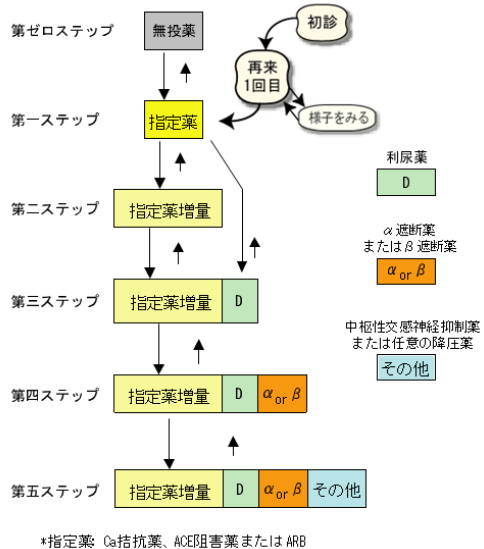 第ゼロステップ
無投薬
初診
再来
1回目
様子をみる
第一ステップ
指定薬
利尿薬
D
第二ステップ
指定薬増量
α遮断薬
またはβ遮断薬
α or β
第三ステップ
指定薬増量 D
中枢性交感神経抑制薬
または任意の降圧薬
その他
第四ステップ
指定薬増量 D α or β
第五ステップ
指定薬増量 D α or β その他
*指定薬: Ca拮抗薬、ACE阻害薬またはARB